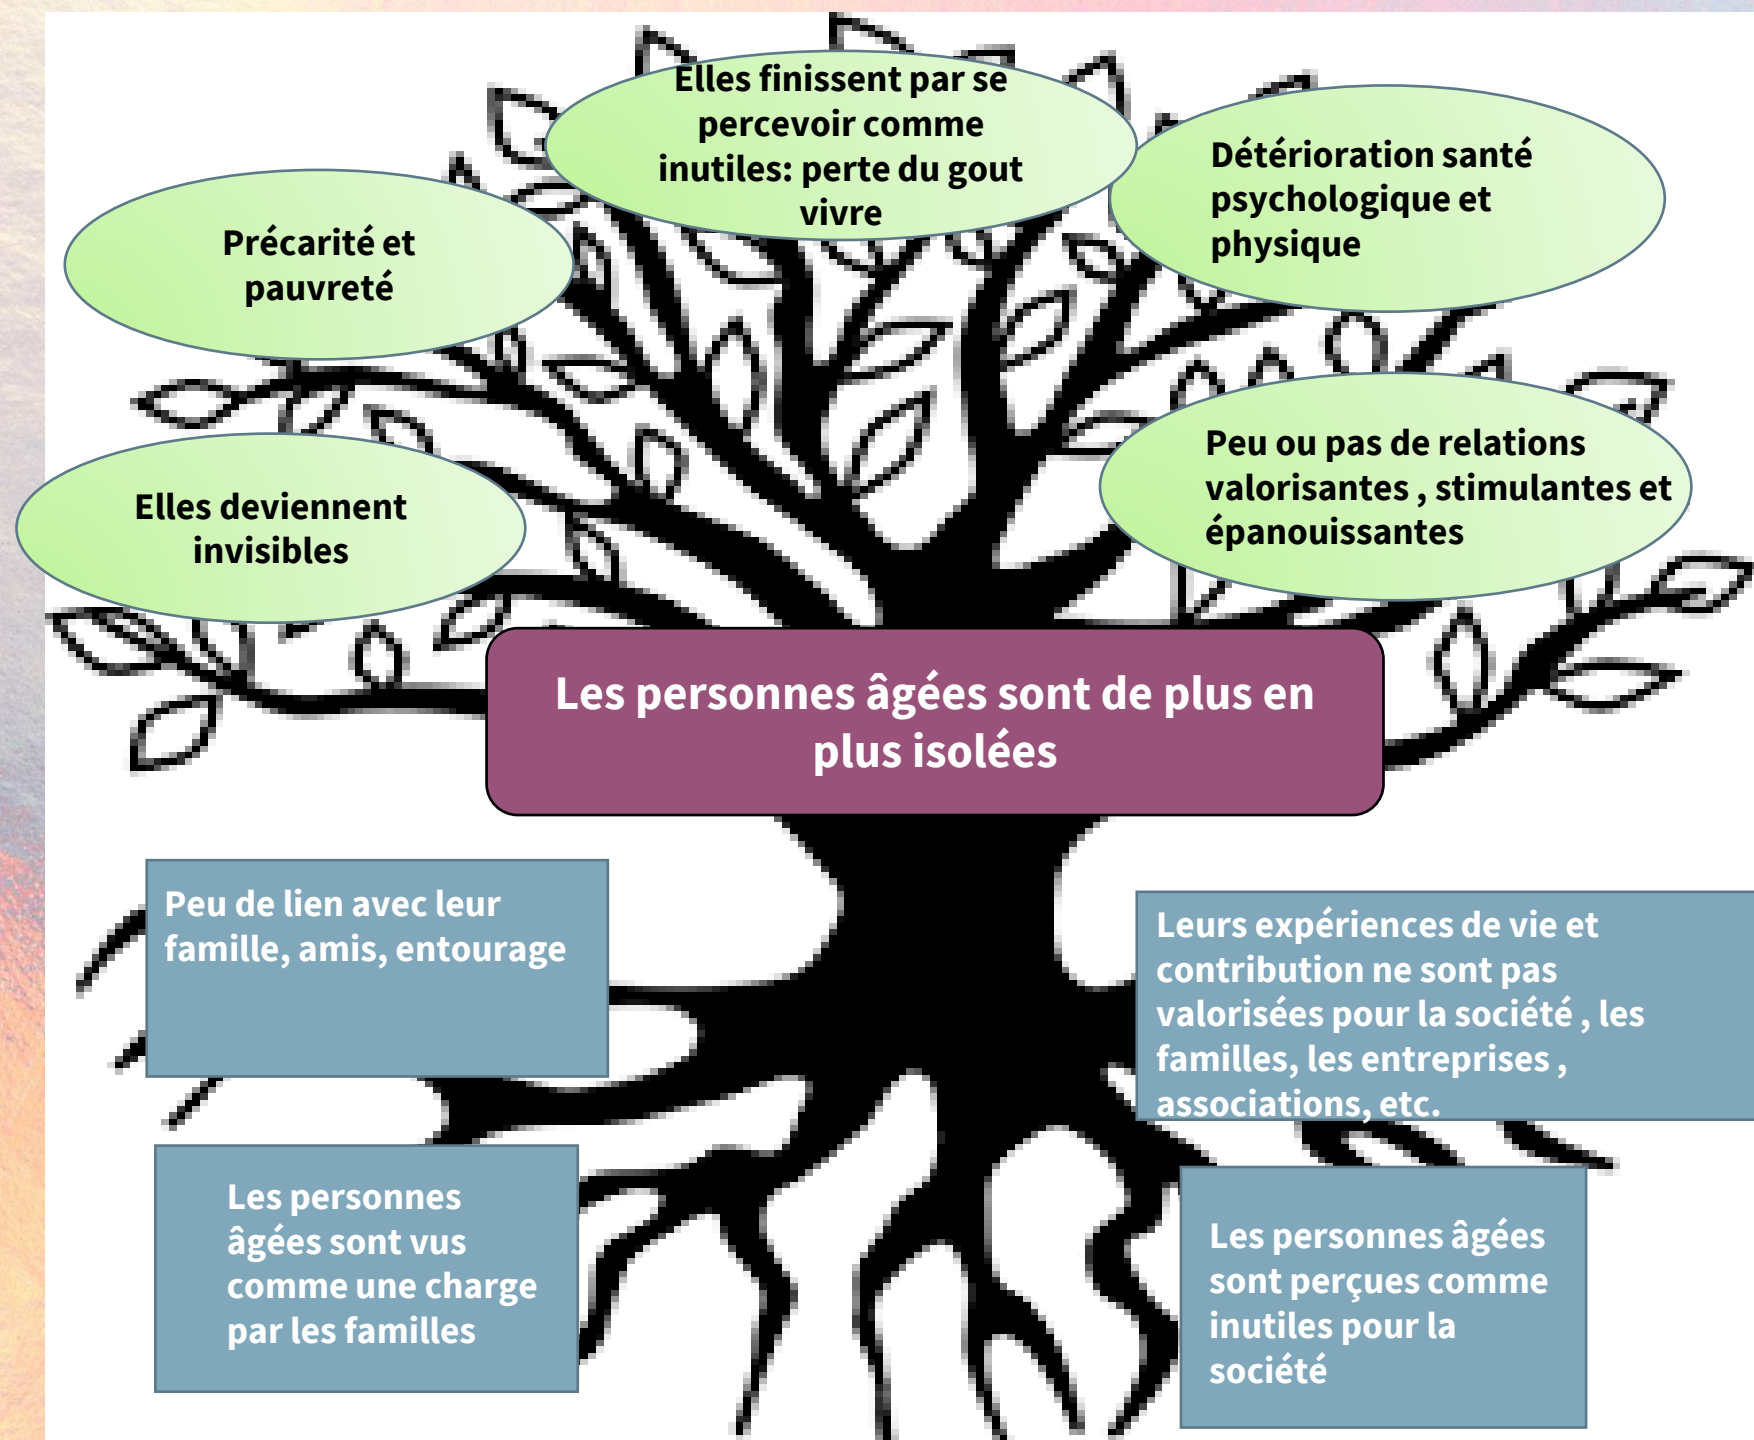 Elles finissent par se
percevoir comme
inutiles: perte du gout
vivre
Détérioration santé
psychologique et
physique
Précarité et
pauvreté
Peu ou pas de relations
valorisantes , stimulantes et
épanouissantes
Elles deviennent
invisibles
Les personnes âgées sont de plus en
plus isolées
Peu de lien avec leur
famille, amis, entourage
Leurs expériences de vie et
contribution ne sont pas
valorisées pour la société , les
familles, les entreprises ,
associations, etc.
Les personnes
âgées sont vus
comme une charge
par les familles
Les personnes âgées
sont perçues comme
inutiles pour la
société